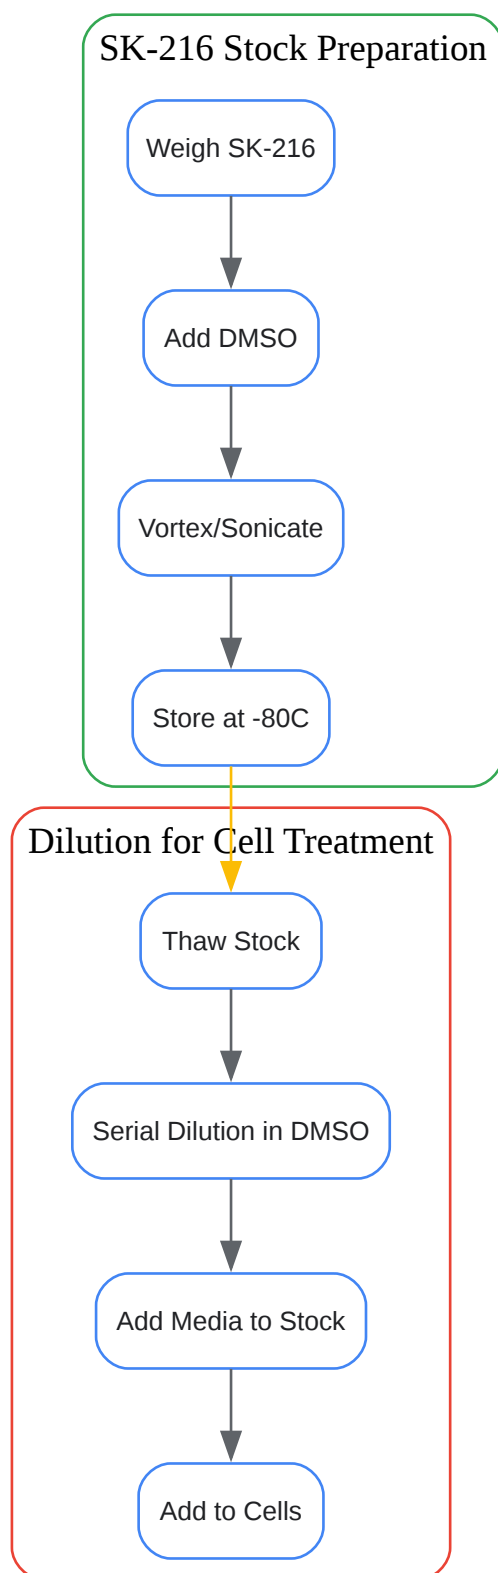 SK-216 Stock Preparation
Weigh SK-216
Add DMSO
Vortex/Sonicate
Store at -80C
Dilution for Cell Treatment
Thaw Stock
Serial Dilution in DMSO
Add Media to Stock
Add to Cells